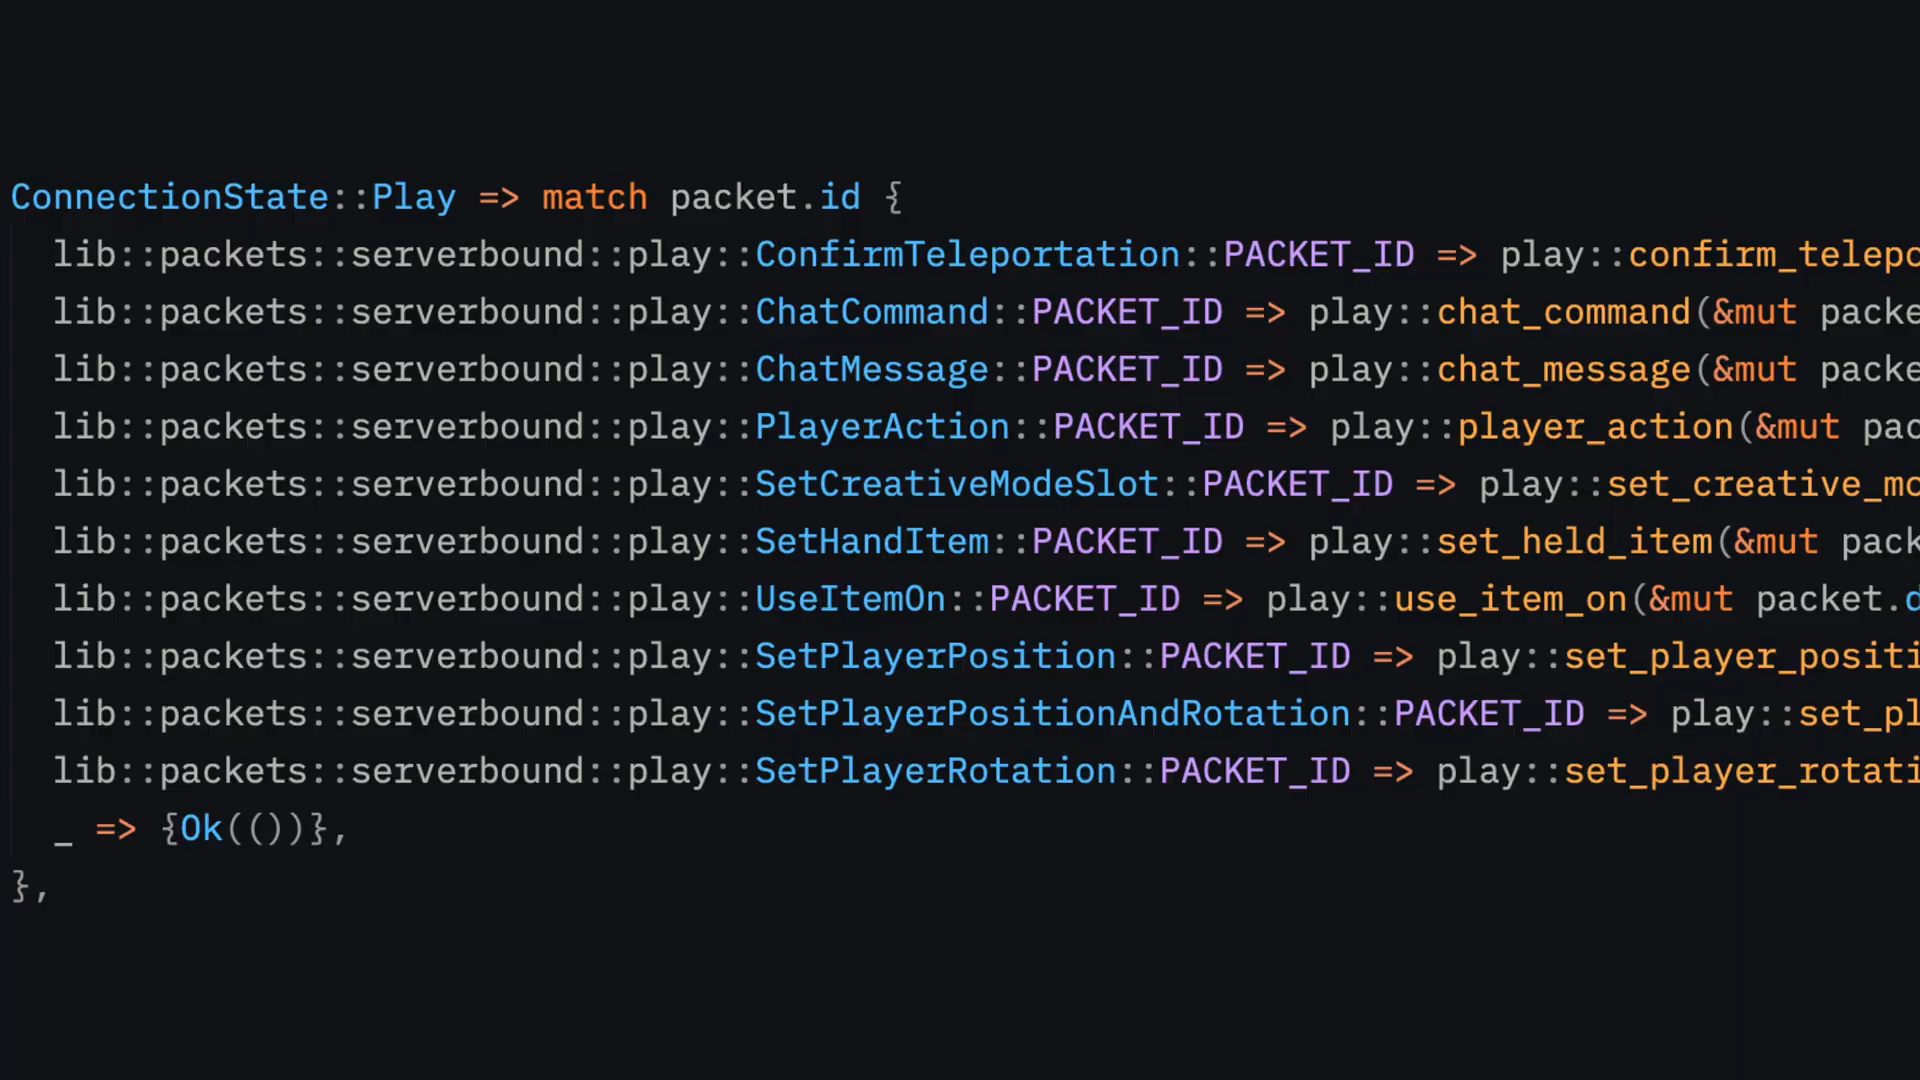 ConnectionState::Play => match packet.id {
lib::packets::serverbound::play::ConfirmTeleportation::PACKET_ID => play::confirm_telepo
lib::packets::serverbound::play::ChatCommand::PACKET_ID => play::chat_command(&mut packe
lib::packets::serverbound::play::ChatMessage::PACKET_ID => play::chat_message(&mut packe
lib::packets::serverbound::play::PlayerAction::PACKET_ID => play::player_action(&mut pac
lib::packets::serverbound::play::SetCreativeModeSlot::PACKET_ID => play::set_creative_mo
lib::packets::serverbound::play::SetHandItem::PACKET_ID => play::set_held_item(&mut pack
lib::packets::serverbound::play::UseItemOn::PACKET_ID => play::use_item_on(&mut packet.d
lib::packets::serverbound::play::SetPlayerPosition::PACKET_ID => play::set_player_positi
lib::packets::serverbound::play::SetPlayerPositionAndRotation::PACKET_ID => play::set_pl
lib::packets::serverbound::play::SetPlayerRotation::PACKET_ID => play::set_player_rotati
_ => {Ok(())},
},